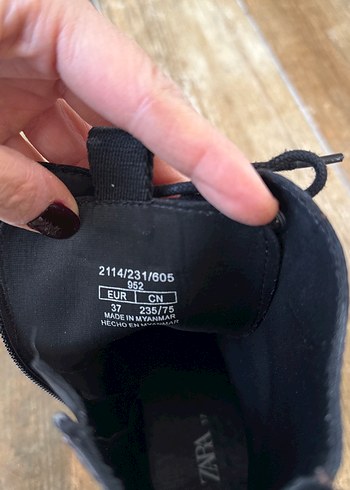 2114/231/605
952
EUR CN
37 235/75
MADE IN MYANMAR
HECHO EN MYANMAR
ZARA